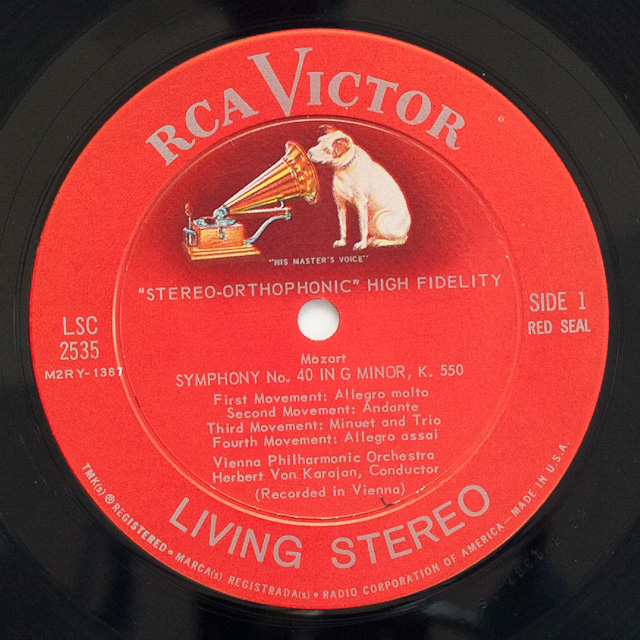 RCA VICTOR
"HIS MASTER'S VOICE"
"STEREO-ORTHOPHONIC" HIGH FIDELITY
LSC
2535
M2RY-1387
SIDE 1
RED SEAL
Mozart
SYMPHONY No. 40 IN G MINOR, K. 550
First Movement: Allegro molto
Second Movement: Andante
Third Movement: Minuet and Trio
Fourth Movement: Allegro assai
Vienna Philharmonic Orchestra
Herbert Von Karajan, Conductor
(Recorded in Vienna)
LIVING STEREO
TMK(s) ® REGISTERED • MARCA(s) REGISTRADA(s) • RADIO CORPORATION OF AMERICA—MADE IN U.S.A.